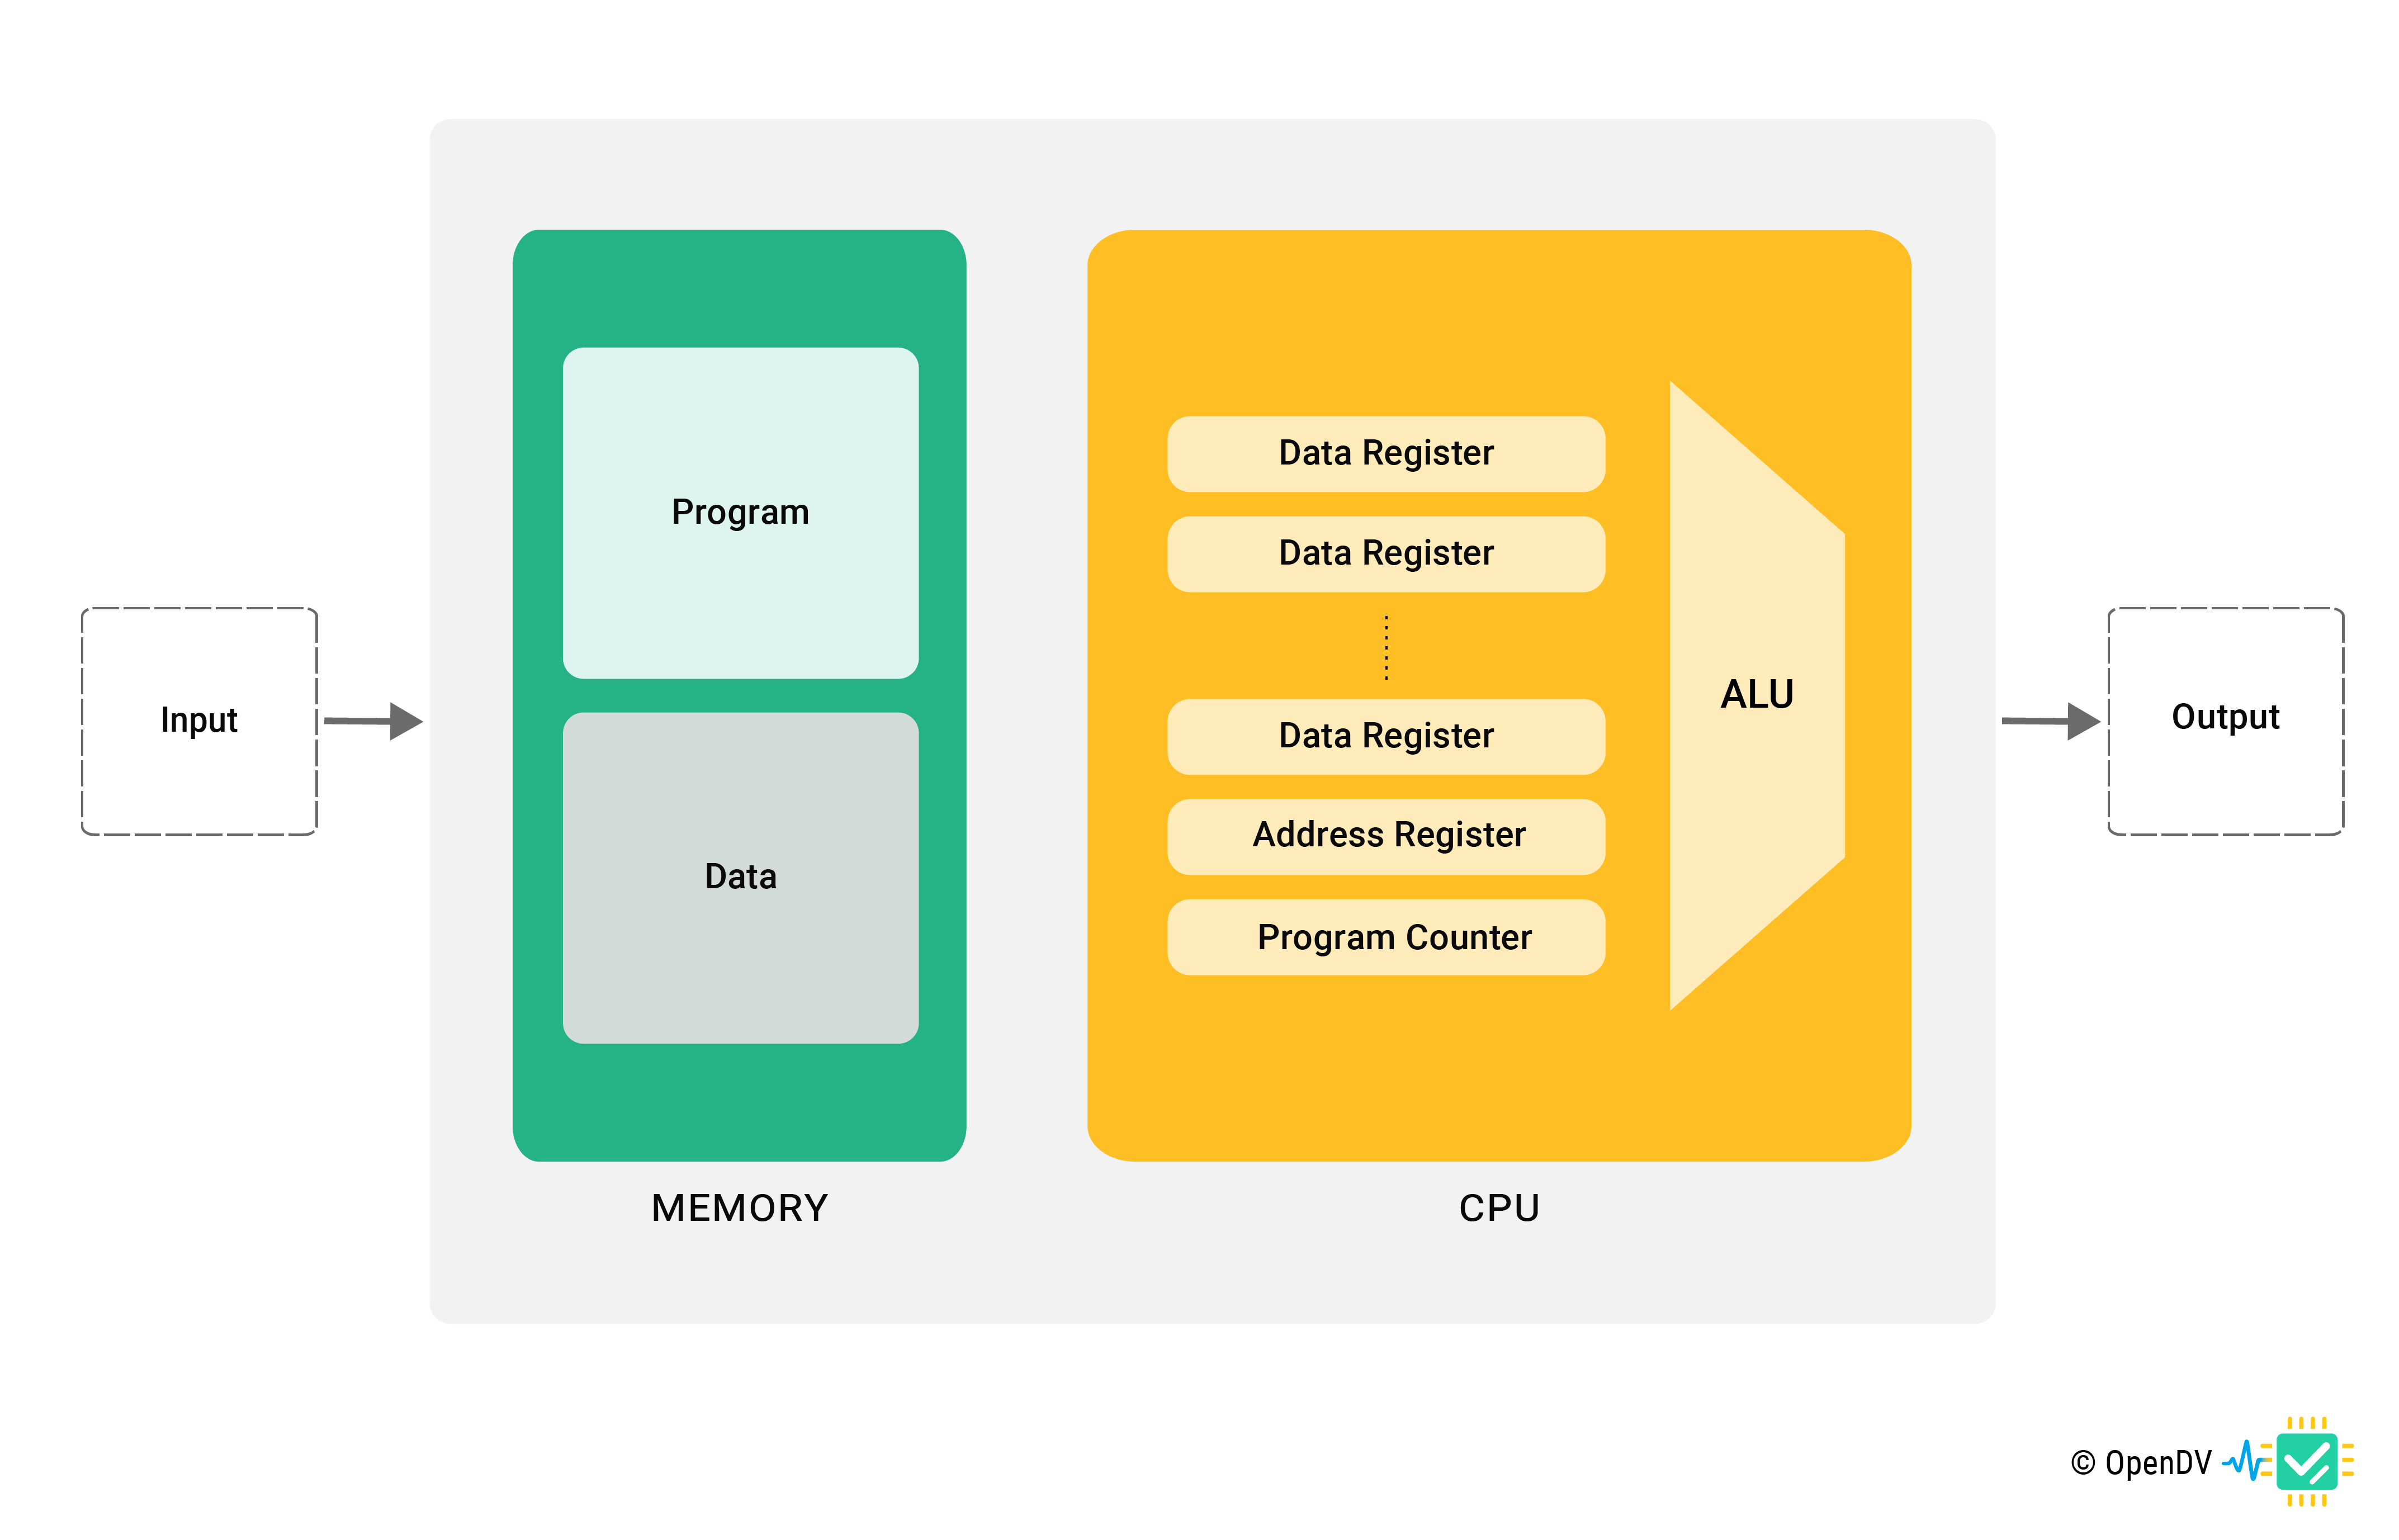 Input
Program
Data
MEMORY
Data Register
Data Register
Data Register
Address Register
Program Counter
ALU
CPU
Output
© OpenDV